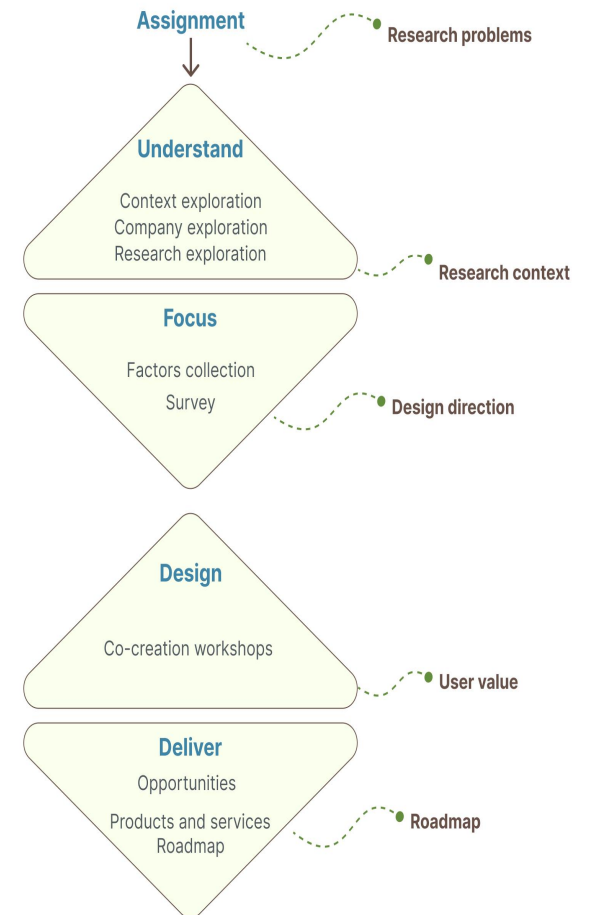 Assignment
Research problems
Understand
Context exploration
Company exploration
Research exploration
Research context
Focus
Factors collection
Survey
Design direction
Design
Co-creation workshops
User value
Deliver
Opportunities
Products and services
Roadmap
Roadmap